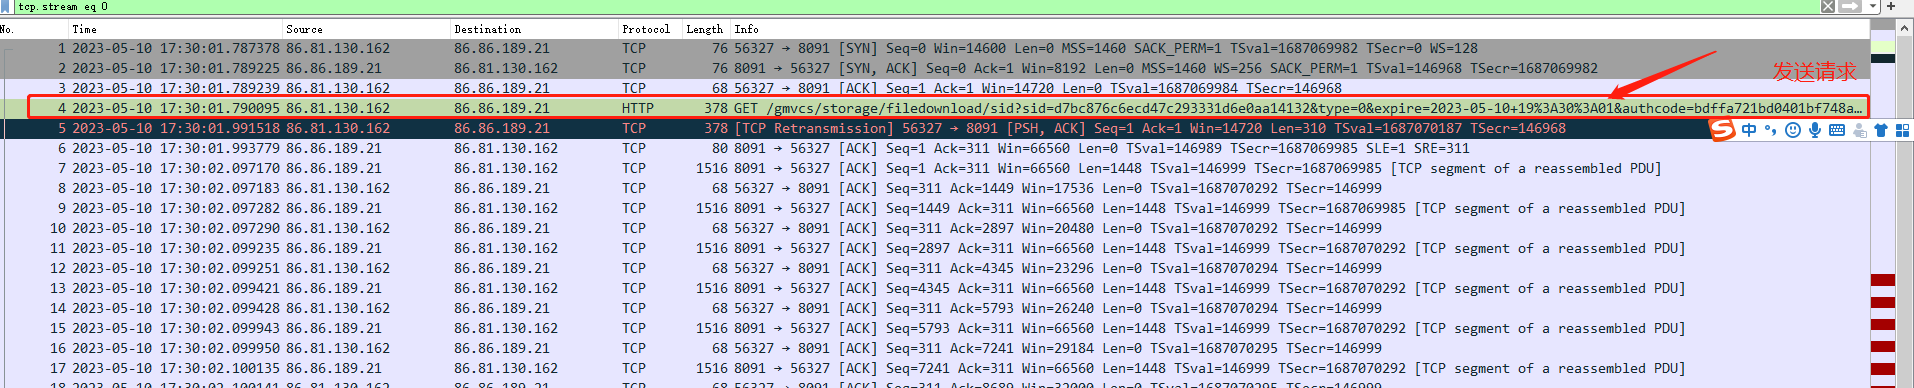 tcp.stream eq 0
No. Time Source Destination Protocol Length Info
1 2023-05-10 17:30:01.787378 86.81.130.162 86.86.189.21 TCP 76 56327 → 8091 [SYN] Seq=0 Win=14600 Len=0 MSS=1460 SACK_PERM=1 TSval=1687069982 TSecr=0 WS=128
2 2023-05-10 17:30:01.789225 86.86.189.21 86.81.130.162 TCP 76 8091 → 56327 [SYN, ACK] Seq=0 Ack=1 Win=8192 Len=0 MSS=1460 WS=256 SACK_PERM=1 TSval=146968 TSecr=1687069982
发送请求
3 2023-05-10 17:30:01.789239 86.81.130.162 86.86.189.21 TCP 68 56327 → 8091 [ACK] Seq=1 Ack=1 Win=14720 Len=0 TSval=1687069984 TSecr=146968
4 2023-05-10 17:30:01.790095 86.81.130.162 86.86.189.21 HTTP 378 GET /gmvcs/storage/filedownload/sid?sid=d7bc876c6ecd47c293331d6e0aa14132&type=0&expire=2023-05-10+19%3A30%3A01&authcode=bdffa721bd0401bf748a…
5 2023-05-10 17:30:01.991518 86.81.130.162 86.86.189.21 TCP 378 [TCP Retransmission] 56327 → 8091 [PSH, ACK] Seq=1 Ack=1 Win=14720 Len=310 TSval=1687070187 TSecr=146968
中
6 2023-05-10 17:30:01.993779 86.86.189.21 86.81.130.162 TCP 80 8091 → 56327 [ACK] Seq=1 Ack=311 Win=66560 Len=0 TSval=146989 TSecr=1687069985 SLE=1 SRE=311
7 2023-05-10 17:30:02.097170 86.86.189.21 86.81.130.162 TCP 1516 8091 → 56327 [ACK] Seq=1 Ack=311 Win=66560 Len=1448 TSval=146999 TSecr=1687069985 [TCP segment of a reassembled PDU]
8 2023-05-10 17:30:02.097183 86.81.130.162 86.86.189.21 TCP 68 56327 → 8091 [ACK] Seq=311 Ack=1449 Win=17536 Len=0 TSval=1687070292 TSecr=146999
9 2023-05-10 17:30:02.097282 86.86.189.21 86.81.130.162 TCP 1516 8091 → 56327 [ACK] Seq=1449 Ack=311 Win=66560 Len=1448 TSval=146999 TSecr=1687069985 [TCP segment of a reassembled PDU]
10 2023-05-10 17:30:02.097290 86.81.130.162 86.86.189.21 TCP 68 56327 → 8091 [ACK] Seq=311 Ack=2897 Win=20480 Len=0 TSval=1687070292 TSecr=146999
11 2023-05-10 17:30:02.099235 86.86.189.21 86.81.130.162 TCP 1516 8091 → 56327 [ACK] Seq=2897 Ack=311 Win=66560 Len=1448 TSval=146999 TSecr=1687070292 [TCP segment of a reassembled PDU]
12 2023-05-10 17:30:02.099251 86.81.130.162 86.86.189.21 TCP 68 56327 → 8091 [ACK] Seq=311 Ack=4345 Win=23296 Len=0 TSval=1687070294 TSecr=146999
13 2023-05-10 17:30:02.099421 86.86.189.21 86.81.130.162 TCP 1516 8091 → 56327 [ACK] Seq=4345 Ack=311 Win=66560 Len=1448 TSval=146999 TSecr=1687070292 [TCP segment of a reassembled PDU]
14 2023-05-10 17:30:02.099428 86.81.130.162 86.86.189.21 TCP 68 56327 → 8091 [ACK] Seq=311 Ack=5793 Win=26240 Len=0 TSval=1687070294 TSecr=146999
15 2023-05-10 17:30:02.099943 86.86.189.21 86.81.130.162 TCP 1516 8091 → 56327 [ACK] Seq=5793 Ack=311 Win=66560 Len=1448 TSval=146999 TSecr=1687070292 [TCP segment of a reassembled PDU]
16 2023-05-10 17:30:02.099950 86.81.130.162 86.86.189.21 TCP 68 56327 → 8091 [ACK] Seq=311 Ack=7241 Win=29184 Len=0 TSval=1687070295 TSecr=146999
17 2023-05-10 17:30:02.100135 86.86.189.21 86.81.130.162 TCP 1516 8091 → 56327 [ACK] Seq=7241 Ack=311 Win=66560 Len=1448 TSval=146999 TSecr=1687070292 [TCP segment of a reassembled PDU]